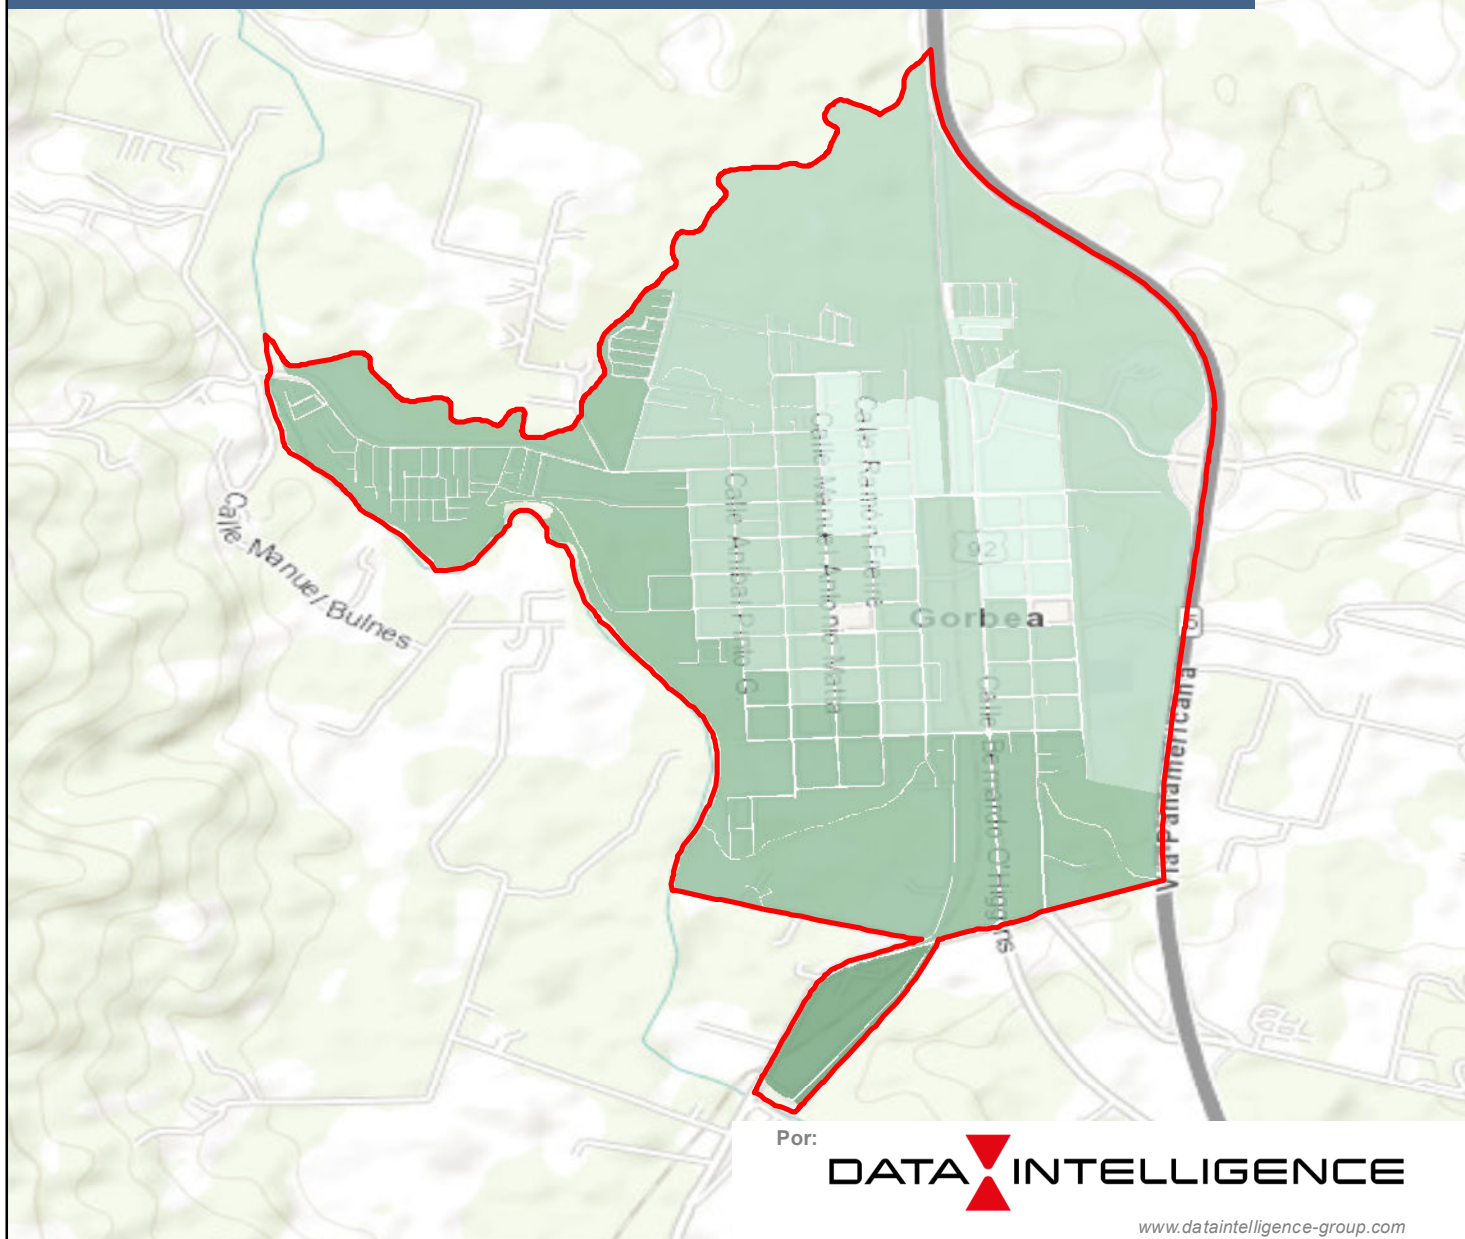 Calle Ramón Freire
Calle Manuel Antonio Matta
Calle Aníbal Pinto G.
Calle Manuel Bulnes
92
Gorbea
5
Vía Panamericana
Calle Bernardo O'Higgins
Por:
DATA INTELLIGENCE
www.dataintelligence-group.com